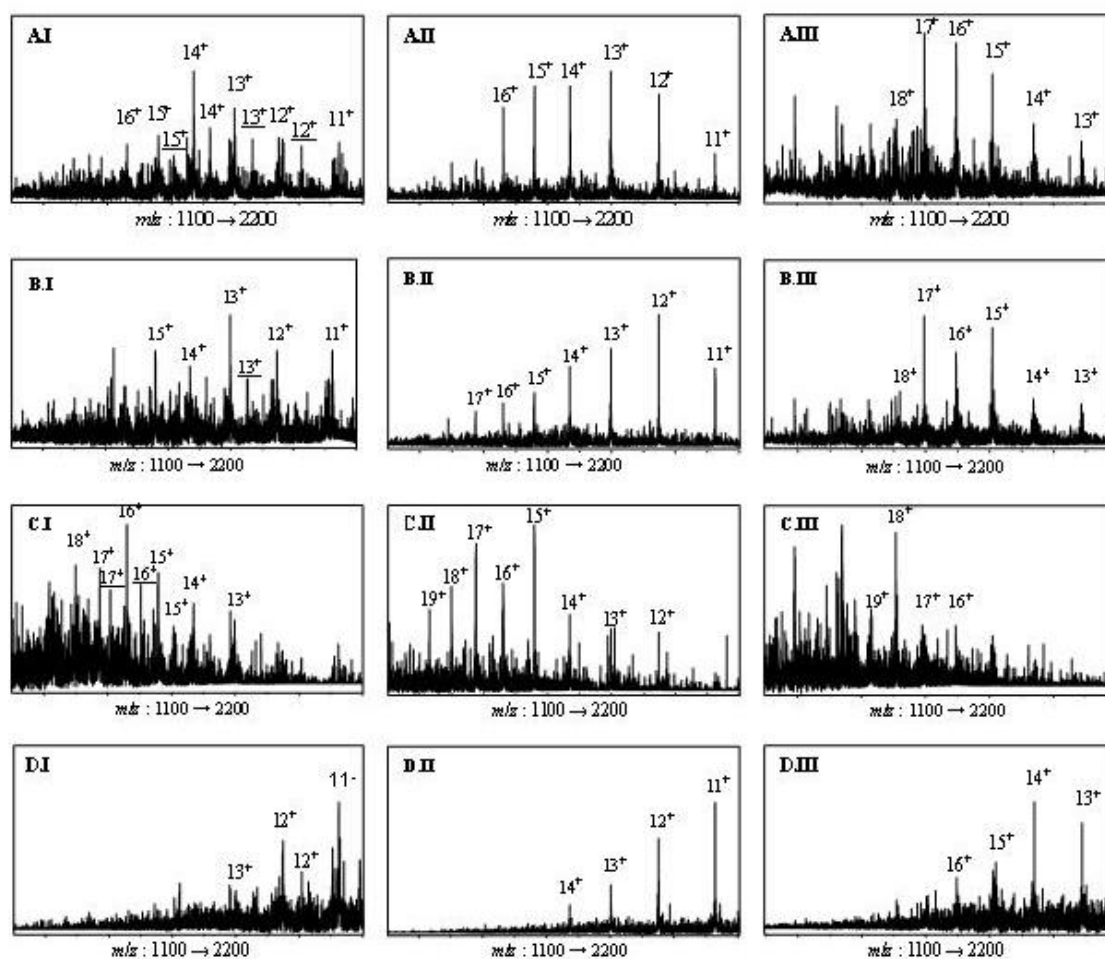 A.I
16⁺ 15⁺ 15⁺ 14⁺ 14⁺ 13⁺ 13⁺ 12⁺ 12⁺ 11⁺
m/z : 1100 → 2200
A.II
16⁺ 15⁺ 14⁺ 13⁺ 12⁺ 11⁺
m/z : 1100 → 2200
A.III
18⁺ 17⁺ 16⁺ 15⁺ 14⁺ 13⁺
m/z : 1100 → 2200
B.I
15⁺ 14⁺ 13⁺ 13⁺ 12⁺ 11⁺
m/z : 1100 → 2200
B.II
17⁺ 16⁺ 15⁺ 14⁺ 13⁺ 12⁺ 11⁺
m/z : 1100 → 2200
B.III
18⁺ 17⁺ 16⁺ 15⁺ 14⁺ 13⁺
m/z : 1100 → 2200
C.I
18⁺ 17⁺ 17⁺ 16⁺ 16⁺ 15⁺ 15⁺ 14⁺ 13⁺
m/z : 1100 → 2200
C.II
19⁺ 18⁺ 17⁺ 16⁺ 15⁺ 14⁺ 13⁺ 12⁺
m/z : 1100 → 2200
C.III
19⁺ 18⁺ 17⁺ 16⁺
m/z : 1100 → 2200
D.I
13⁺ 12⁺ 12⁺ 11⁻
m/z : 1100 → 2200
D.II
14⁺ 13⁺ 12⁺ 11⁺
m/z : 1100 → 2200
D.III
16⁺ 15⁺ 14⁺ 13⁺
m/z : 1100 → 2200